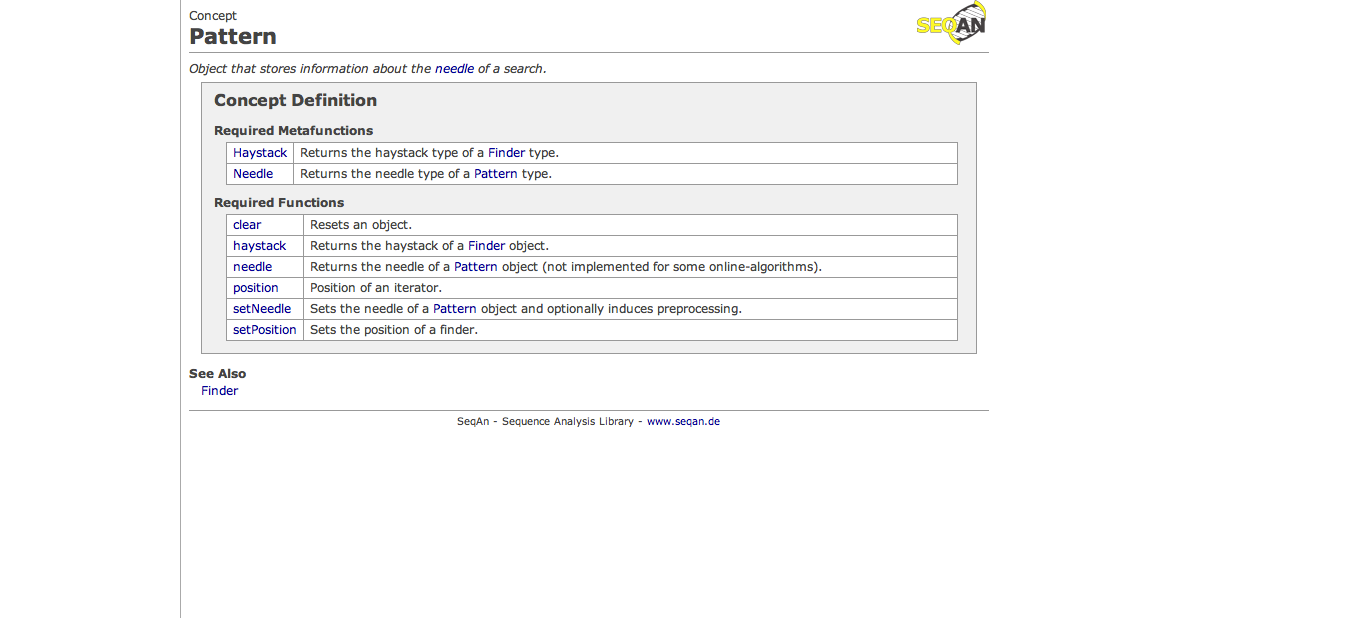 Concept
SEQAN
Pattern
Object that stores information about the needle of a search.
Concept Definition
Required Metafunctions
Haystack Returns the haystack type of a Finder type.
Needle Returns the needle type of a Pattern type.
Required Functions
clear Resets an object.
haystack Returns the haystack of a Finder object.
needle Returns the needle of a Pattern object (not implemented for some online-algorithms).
position Position of an iterator.
setNeedle Sets the needle of a Pattern object and optionally induces preprocessing.
setPosition Sets the position of a finder.
See Also
Finder
SeqAn - Sequence Analysis Library - www.seqan.de